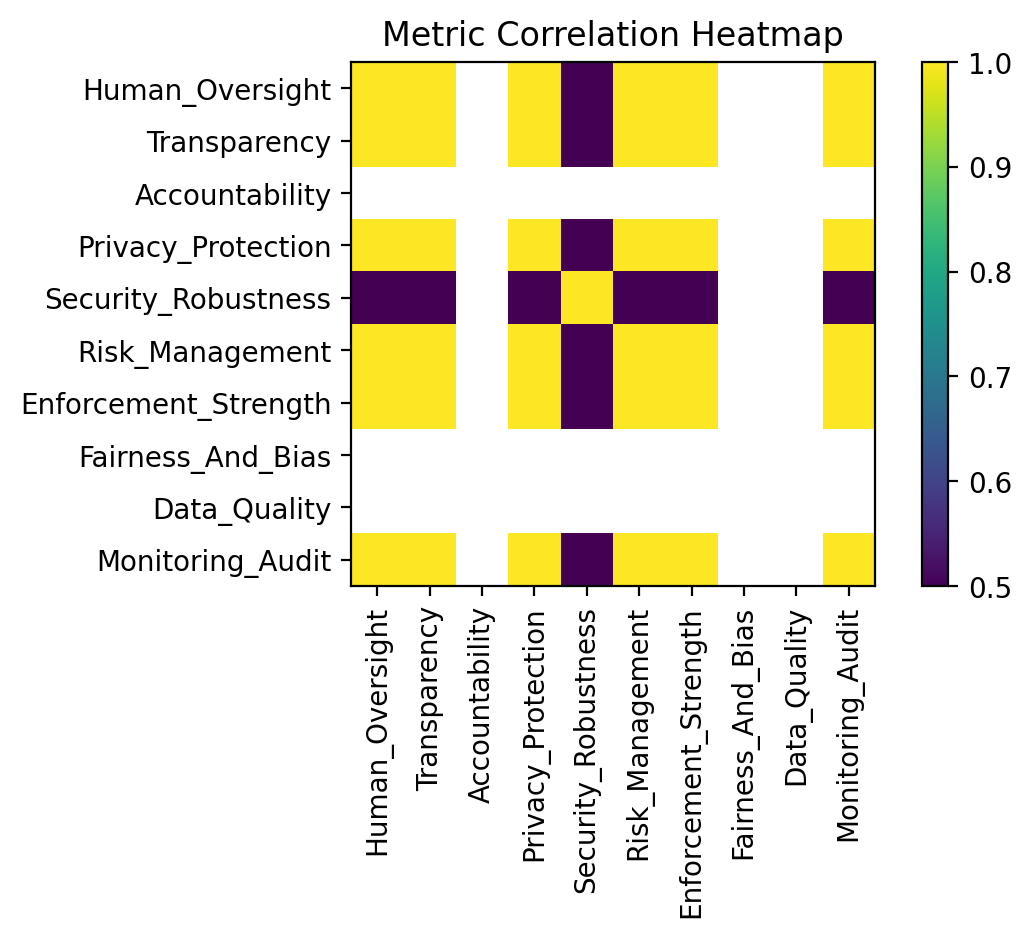 Metric Correlation Heatmap
Human_Oversight
Transparency
Accountability
Privacy_Protection
Security_Robustness
Risk_Management
Enforcement_Strength
Fairness_And_Bias
Data_Quality
Monitoring_Audit
Human_Oversight
Transparency
Accountability
Privacy_Protection
Security_Robustness
Risk_Management
Enforcement_Strength
Fairness_And_Bias
Data_Quality
Monitoring_Audit
1.0
0.9
0.8
0.7
0.6
0.5